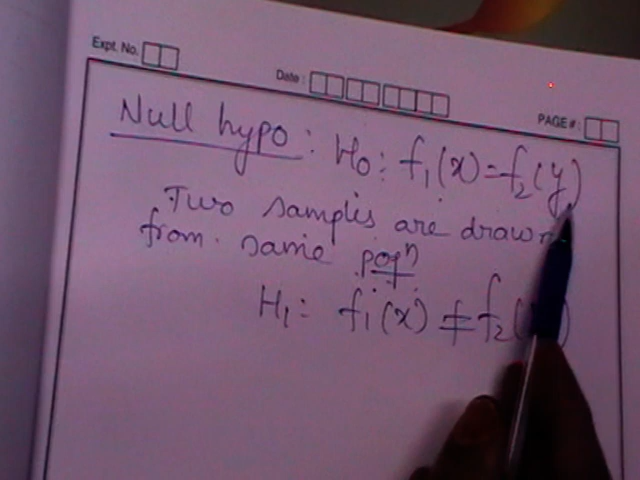 Expt. No.
Date :
PAGE # :
Null hypo : H₀ : f₁(x) = f₂(y)
Two samples are drawn
from same popⁿ
H₁ : f₁(x) ≠ f₂(